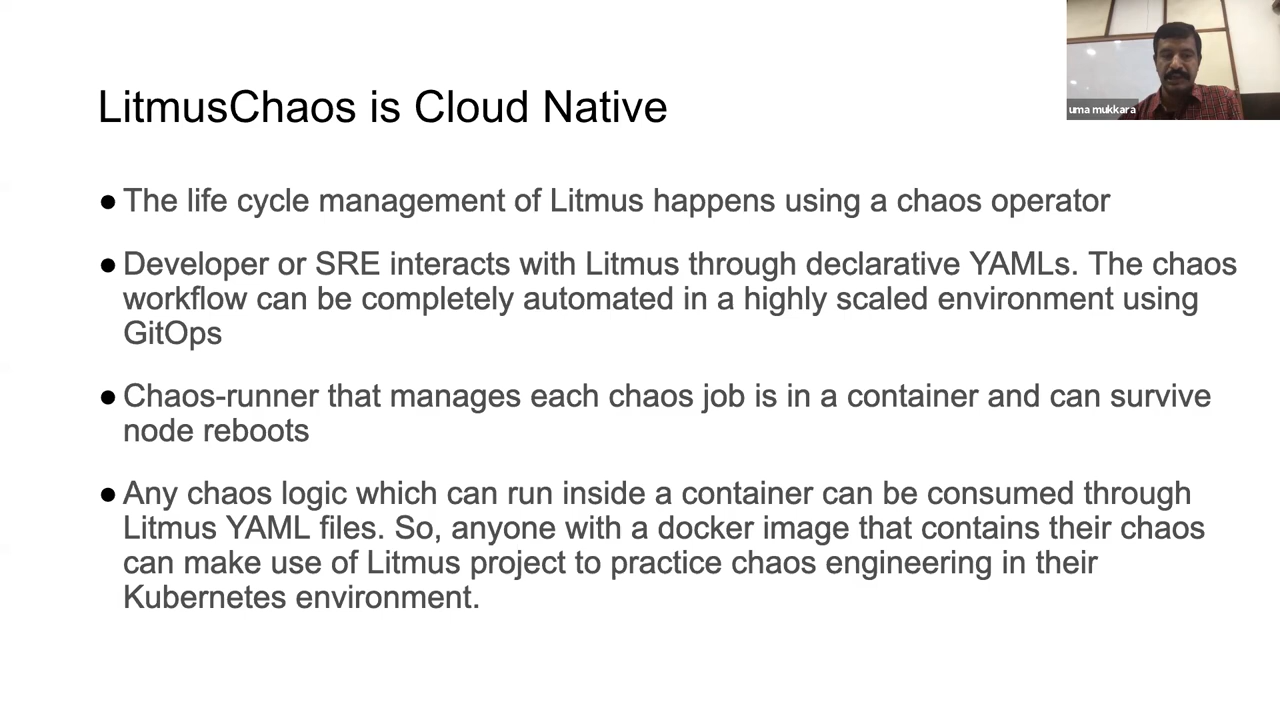 LitmusChaos is Cloud Native
uma mukkara
● The life cycle management of Litmus happens using a chaos operator
● Developer or SRE interacts with Litmus through declarative YAMLs. The chaos
workflow can be completely automated in a highly scaled environment using
GitOps
● Chaos-runner that manages each chaos job is in a container and can survive
node reboots
● Any chaos logic which can run inside a container can be consumed through
Litmus YAML files. So, anyone with a docker image that contains their chaos
can make use of Litmus project to practice chaos engineering in their
Kubernetes environment.